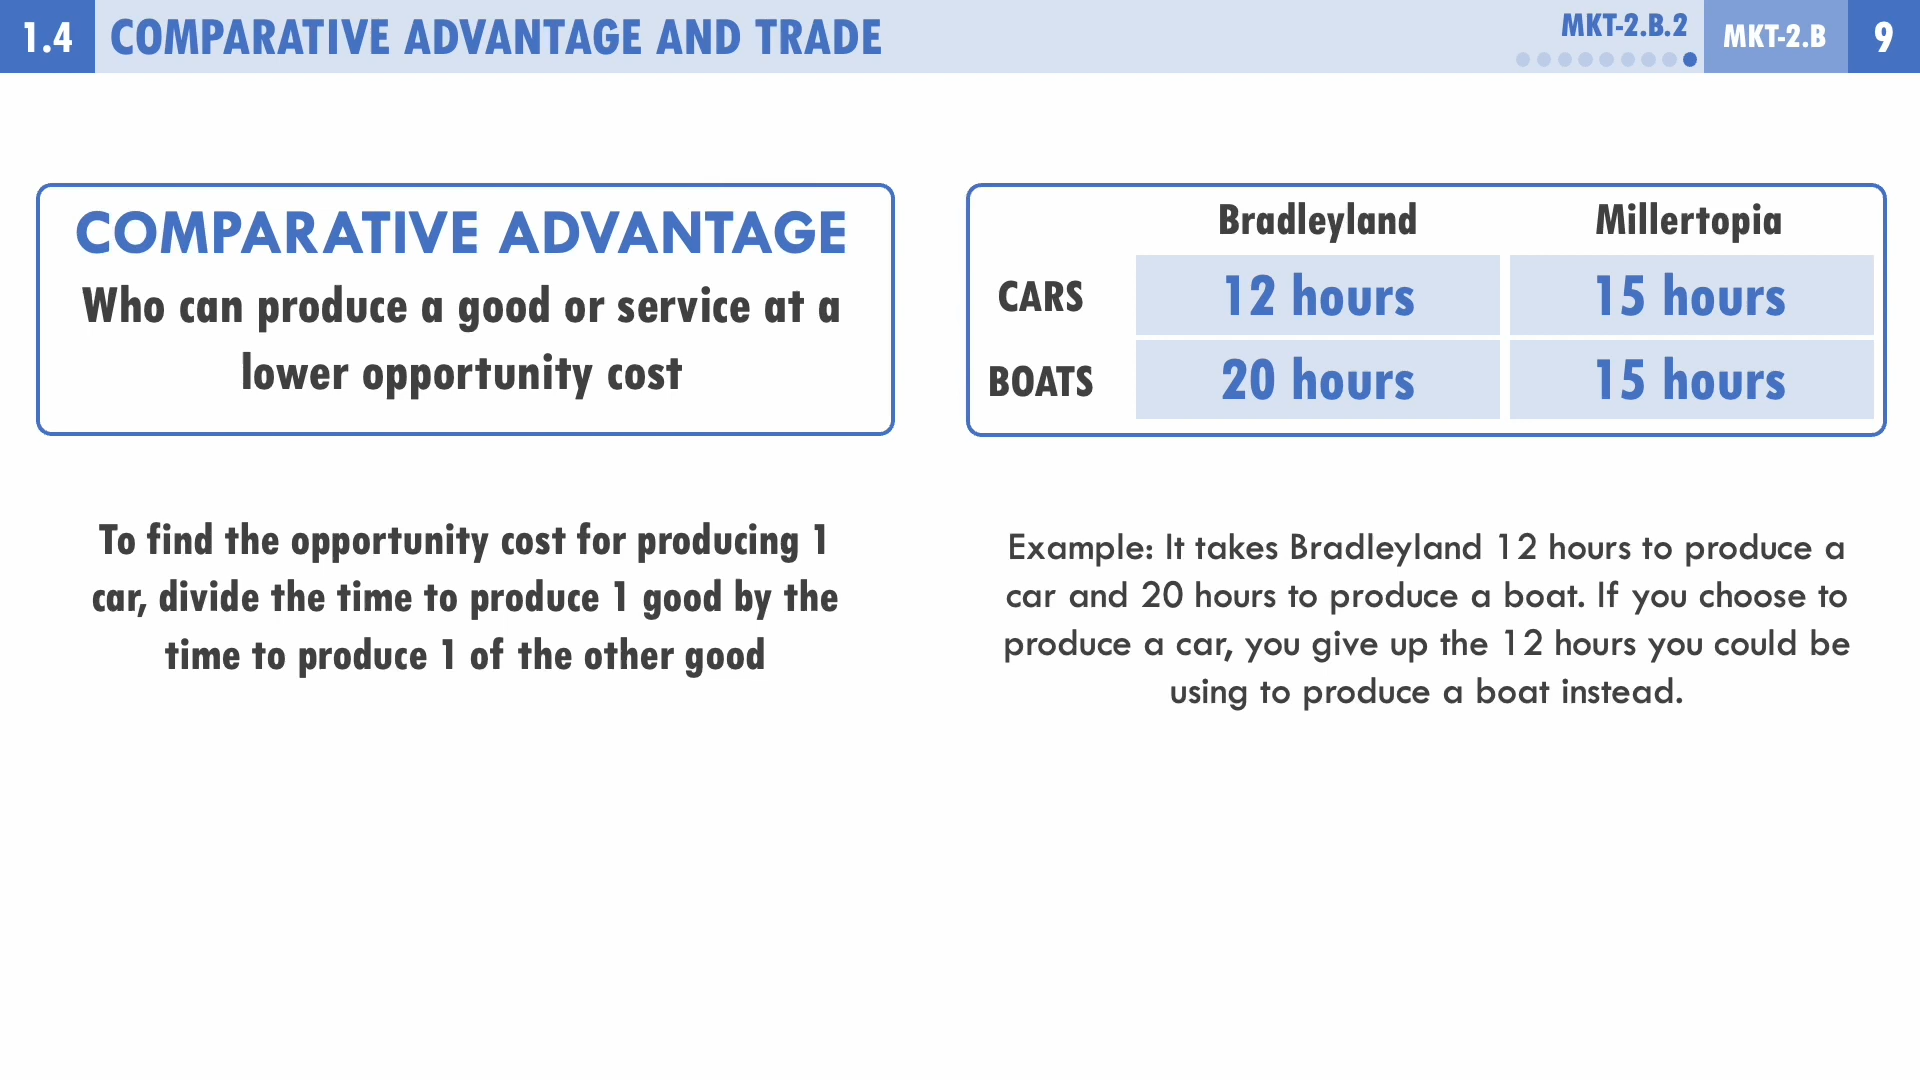 1.4 COMPARATIVE ADVANTAGE AND TRADE MKT-2.B.2 MKT-2.B 9
COMPARATIVE ADVANTAGE
Who can produce a good or service at a
lower opportunity cost
Bradleyland Millertopia
CARS 12 hours 15 hours
BOATS 20 hours 15 hours
To find the opportunity cost for producing 1
car, divide the time to produce 1 good by the
time to produce 1 of the other good
Example: It takes Bradleyland 12 hours to produce a
car and 20 hours to produce a boat. If you choose to
produce a car, you give up the 12 hours you could be
using to produce a boat instead.